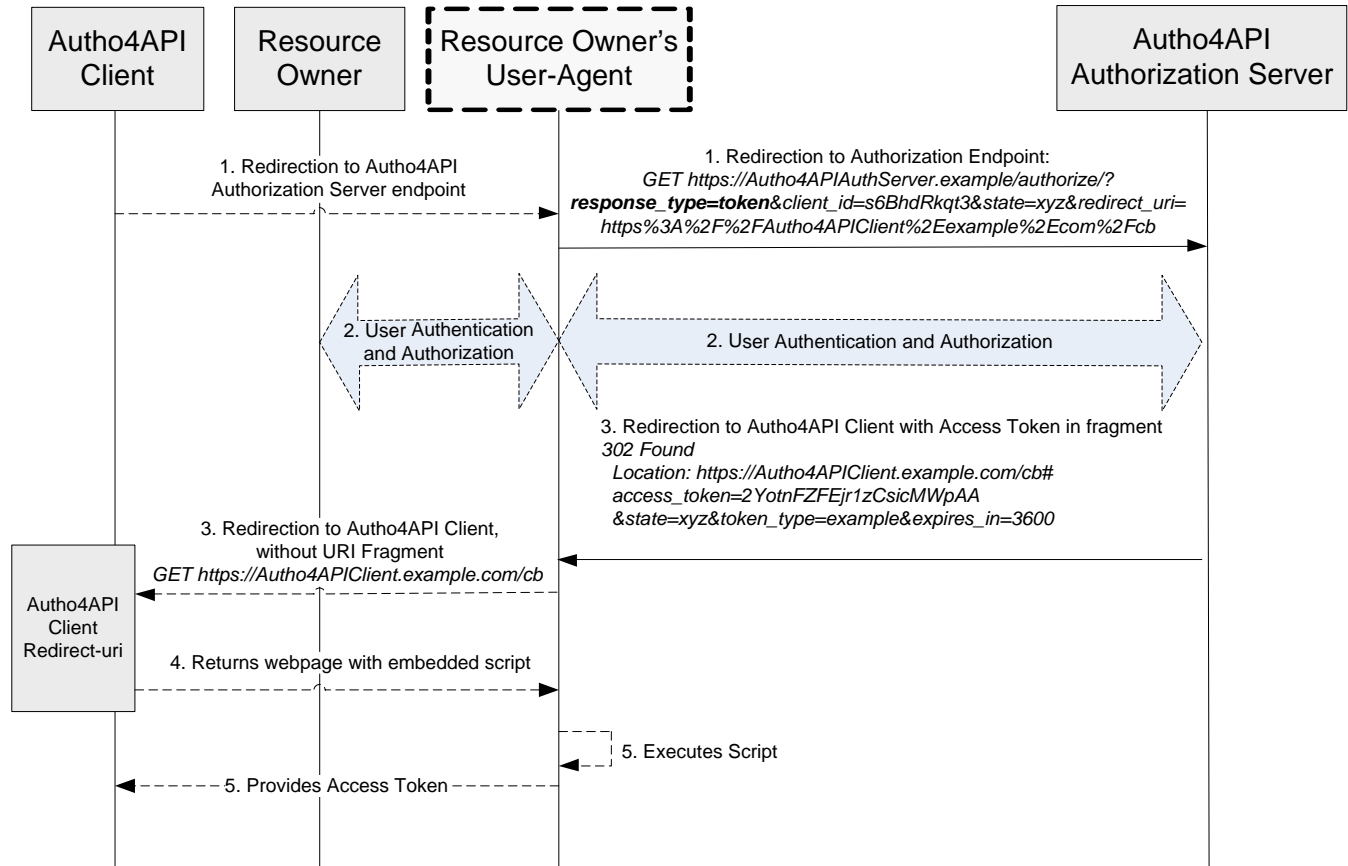 Autho4API
Client
Resource
Owner
Resource Owner's
User-Agent
Autho4API
Authorization Server
1. Redirection to Autho4API
Authorization Server endpoint
1. Redirection to Authorization Endpoint:
GET https://Autho4APIAuthServer.example/authorize/?
response_type=token&client_id=s6BhdRkqt3&state=xyz&redirect_uri=
https%3A%2F%2FAutho4APIClient%2Eexample%2Ecom%2Fcb
2. User Authentication
and Authorization
2. User Authentication and Authorization
3. Redirection to Autho4API Client with Access Token in fragment
302 Found
Location: https://Autho4APIClient.example.com/cb#
access_token=2YotnFZFEjr1zCsicMWpAA
&state=xyz&token_type=example&expires_in=3600
3. Redirection to Autho4API Client,
without URI Fragment
GET https://Autho4APIClient.example.com/cb
Autho4API
Client
Redirect-uri
4. Returns webpage with embedded script
5. Executes Script
5. Provides Access Token